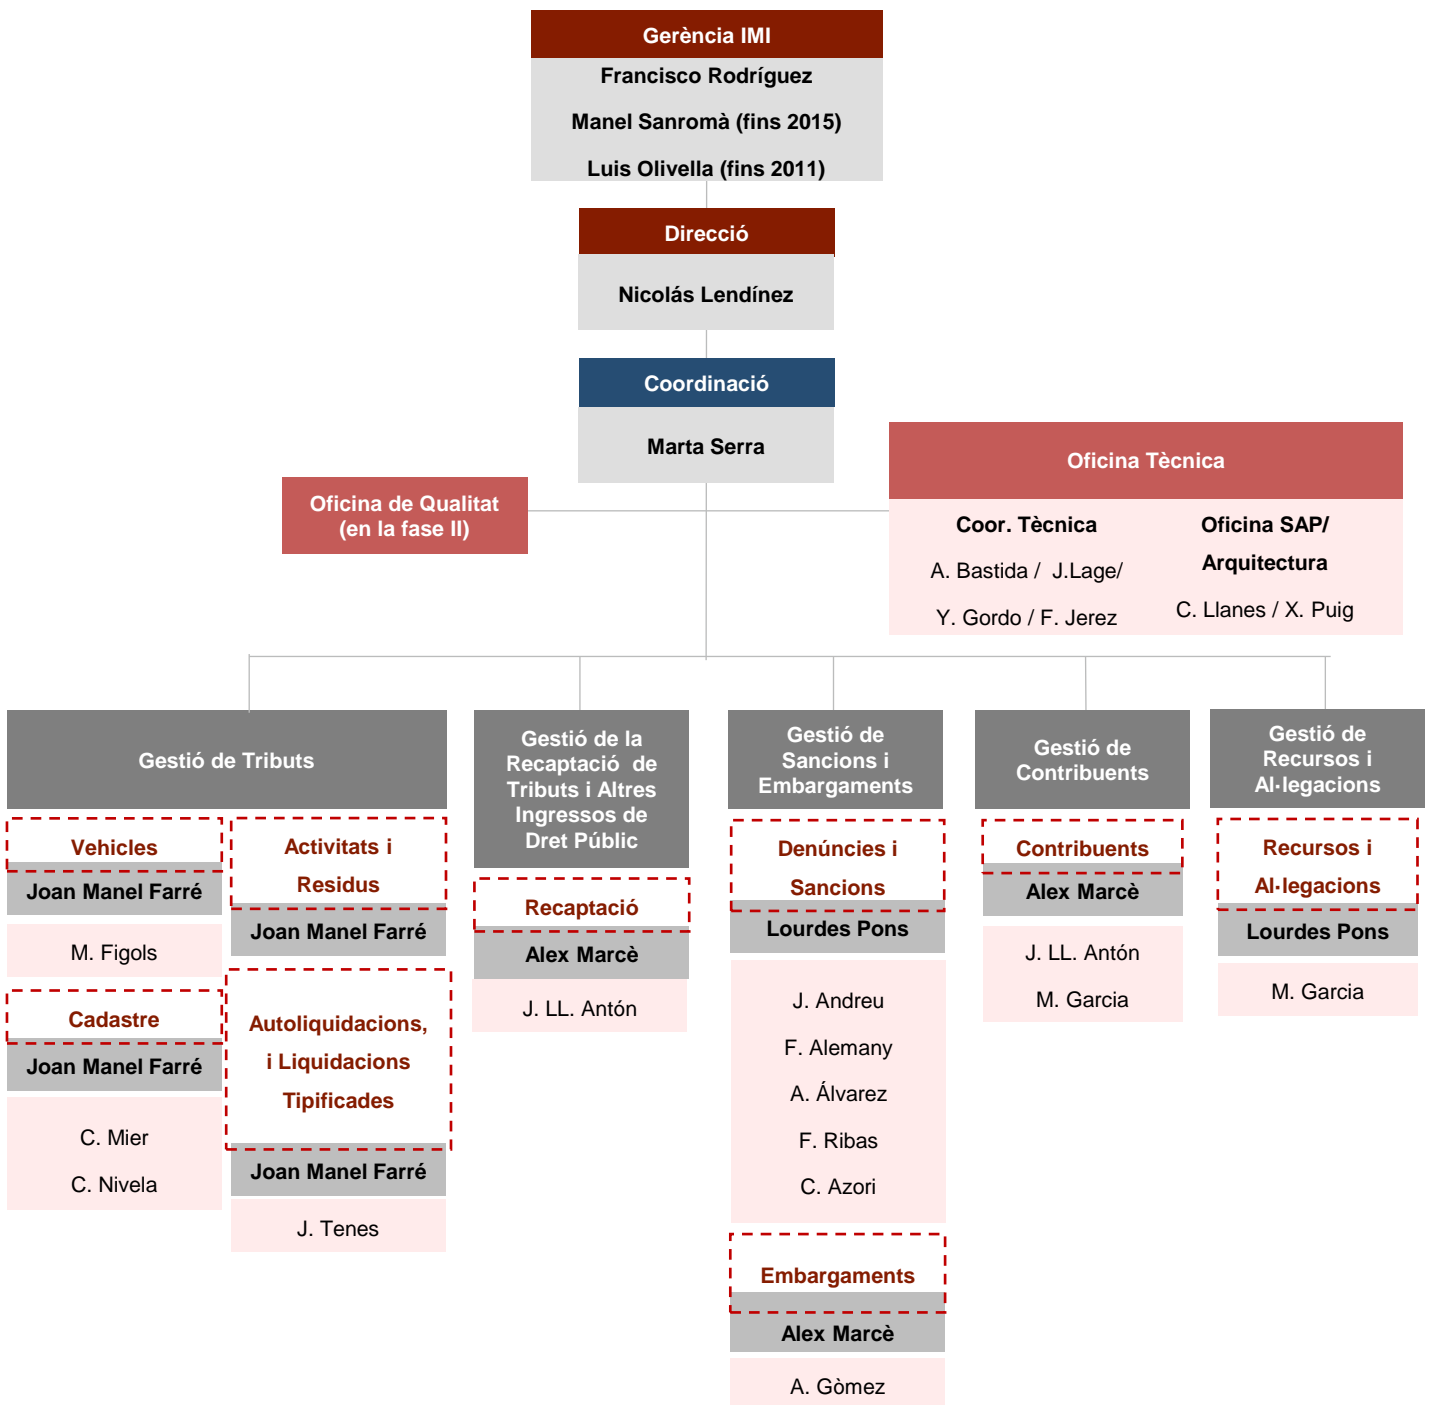 Gerència IMI
Francisco Rodríguez
Manel Sanromà (fins 2015)
Luis Olivella (fins 2011)
Direcció
Nicolás Lendínez
Coordinació
Marta Serra
Oficina de Qualitat
(en la fase II)
Oficina Tècnica
Coor. Tècnica
A. Bastida / J.Lage/
Y. Gordo / F. Jerez
Oficina SAP/
Arquitectura
C. Llanes / X. Puig
Gestió de Tributs
Vehicles
Joan Manel Farré
M. Figols
Cadastre
Joan Manel Farré
C. Mier
C. Nivela
Activitats i
Residus
Joan Manel Farré
Autoliquidacions,
i Liquidacions
Tipificades
Joan Manel Farré
J. Tenes
Gestió de la
Recaptació de
Tributs i Altres
Ingressos de
Dret Públic
Recaptació
Alex Marcè
J. LL. Antón
Gestió de
Sancions i
Embargaments
Denúncies i
Sancions
Lourdes Pons
J. Andreu
F. Alemany
A. Álvarez
F. Ribas
C. Azori
Embargaments
Alex Marcè
A. Gòmez
Gestió de
Contribuents
Contribuents
Alex Marcè
J. LL. Antón
M. Garcia
Gestió de
Recursos i
Al·legacions
Recursos i
Al·legacions
Lourdes Pons
M. Garcia